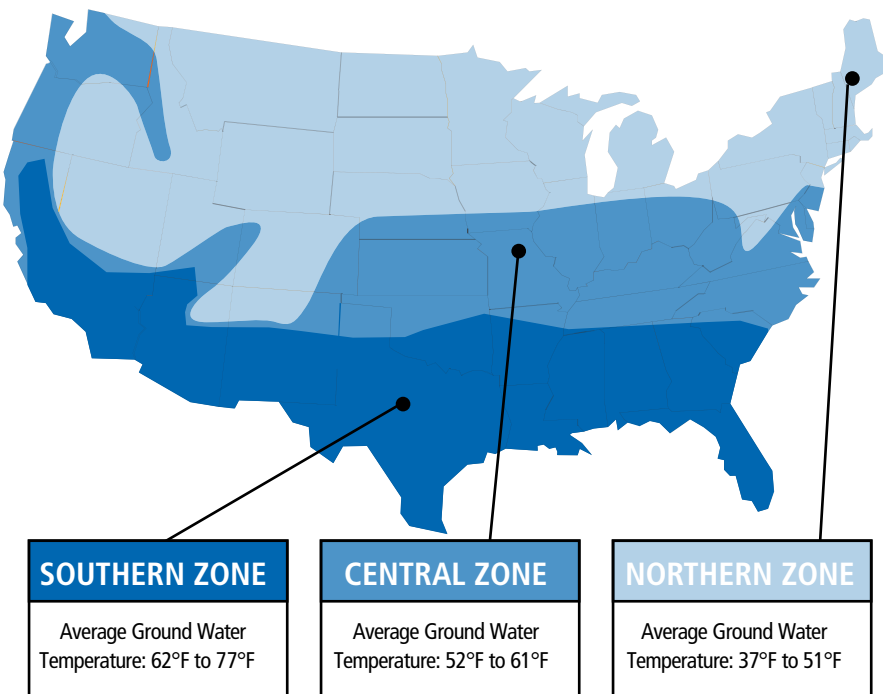 SOUTHERN ZONE
Average Ground Water
Temperature: 62°F to 77°F
CENTRAL ZONE
Average Ground Water
Temperature: 52°F to 61°F
NORTHERN ZONE
Average Ground Water
Temperature: 37°F to 51°F